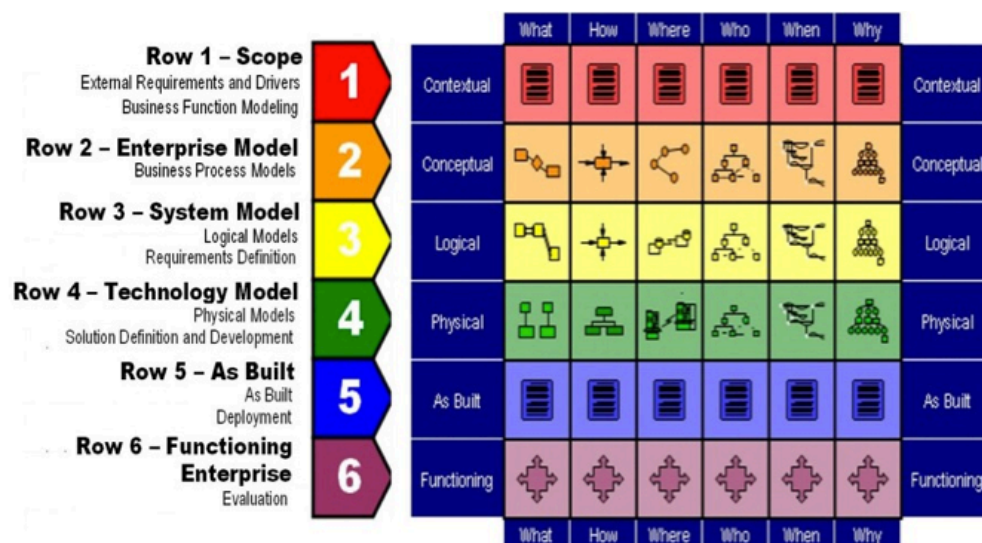 What How Where Who When Why
Row 1 – Scope
External Requirements and Drivers
Business Function Modeling
1
Contextual
Contextual
Row 2 – Enterprise Model
Business Process Models
2
Conceptual
Conceptual
Row 3 – System Model
Logical Models
Requirements Definition
3
Logical
Logical
Row 4 – Technology Model
Physical Models
Solution Definition and Development
4
Physical
Physical
Row 5 – As Built
As Built
Deployment
5
As Built
As Built
Row 6 – Functioning
Enterprise
Evaluation
6
Functioning
Functioning
What How Where Who When Why